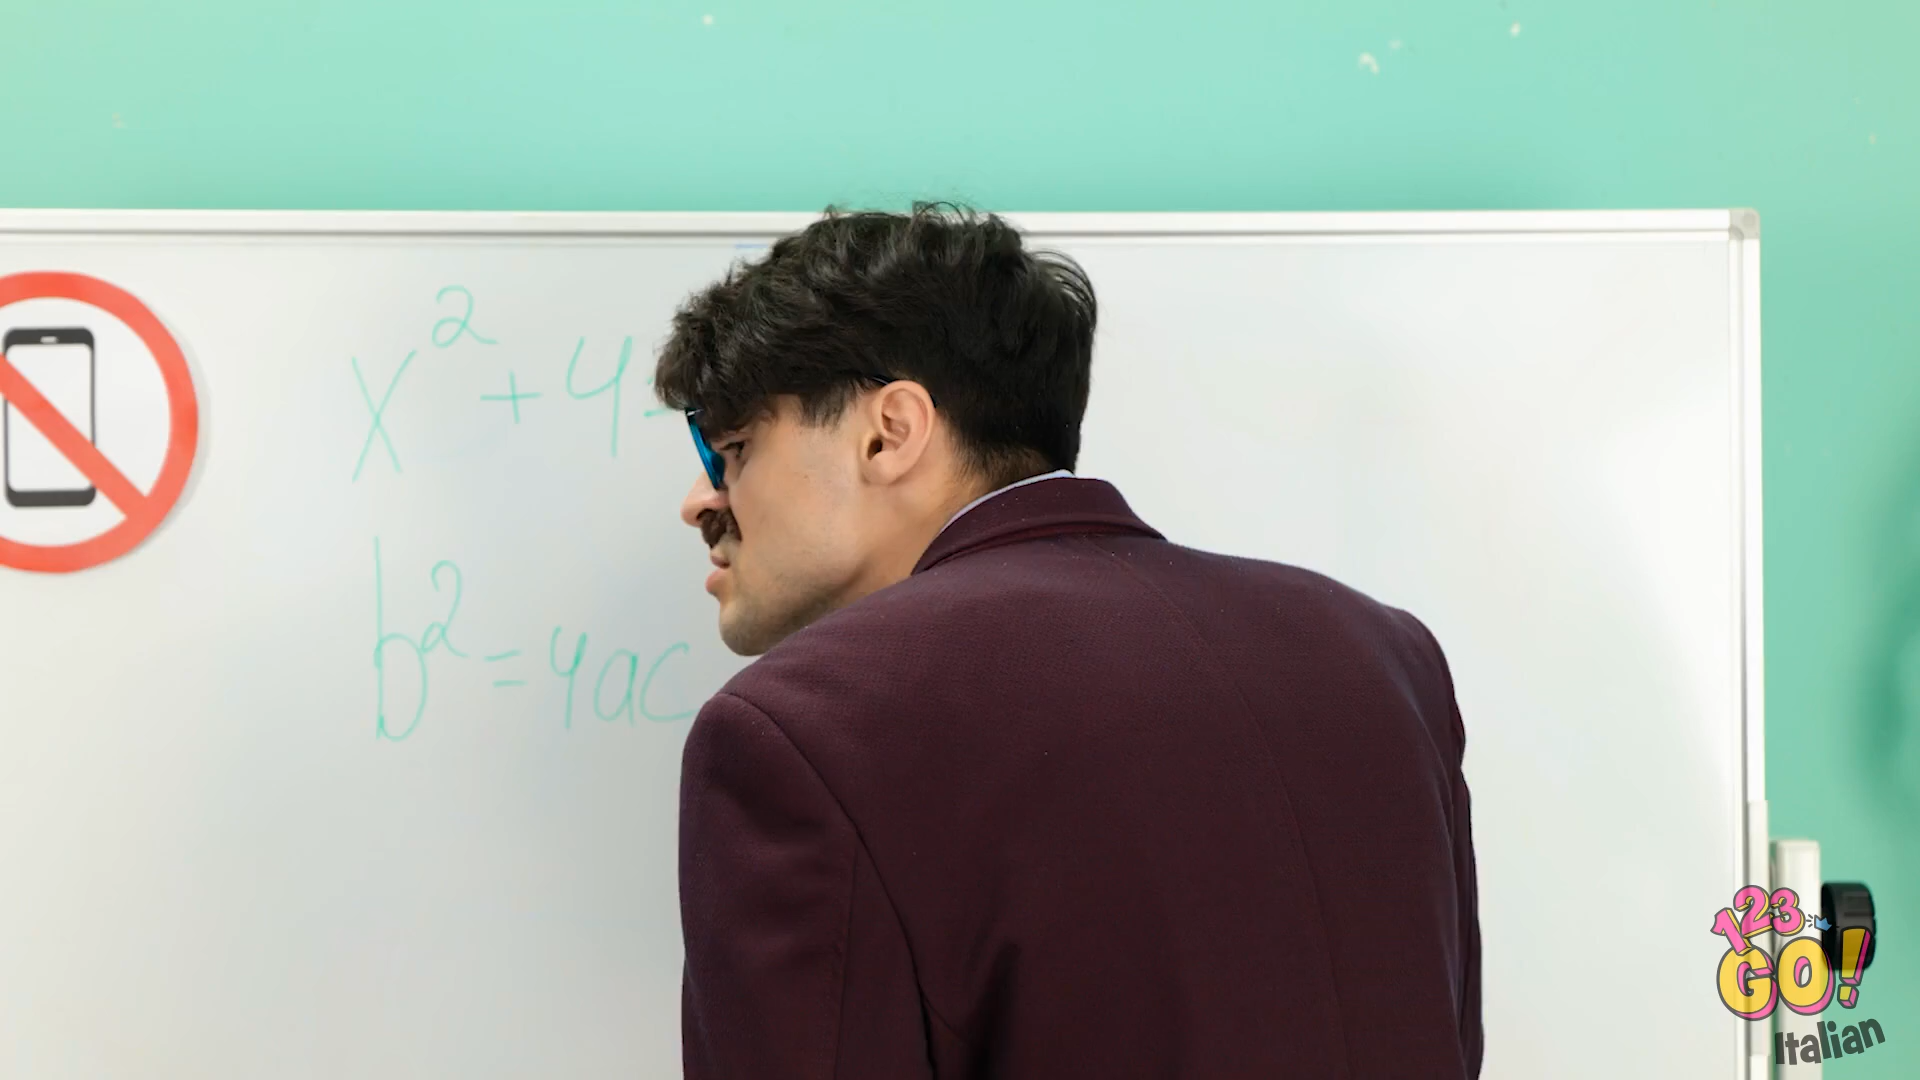 x² + 4
b² = 4ac
123
GO!
Italian